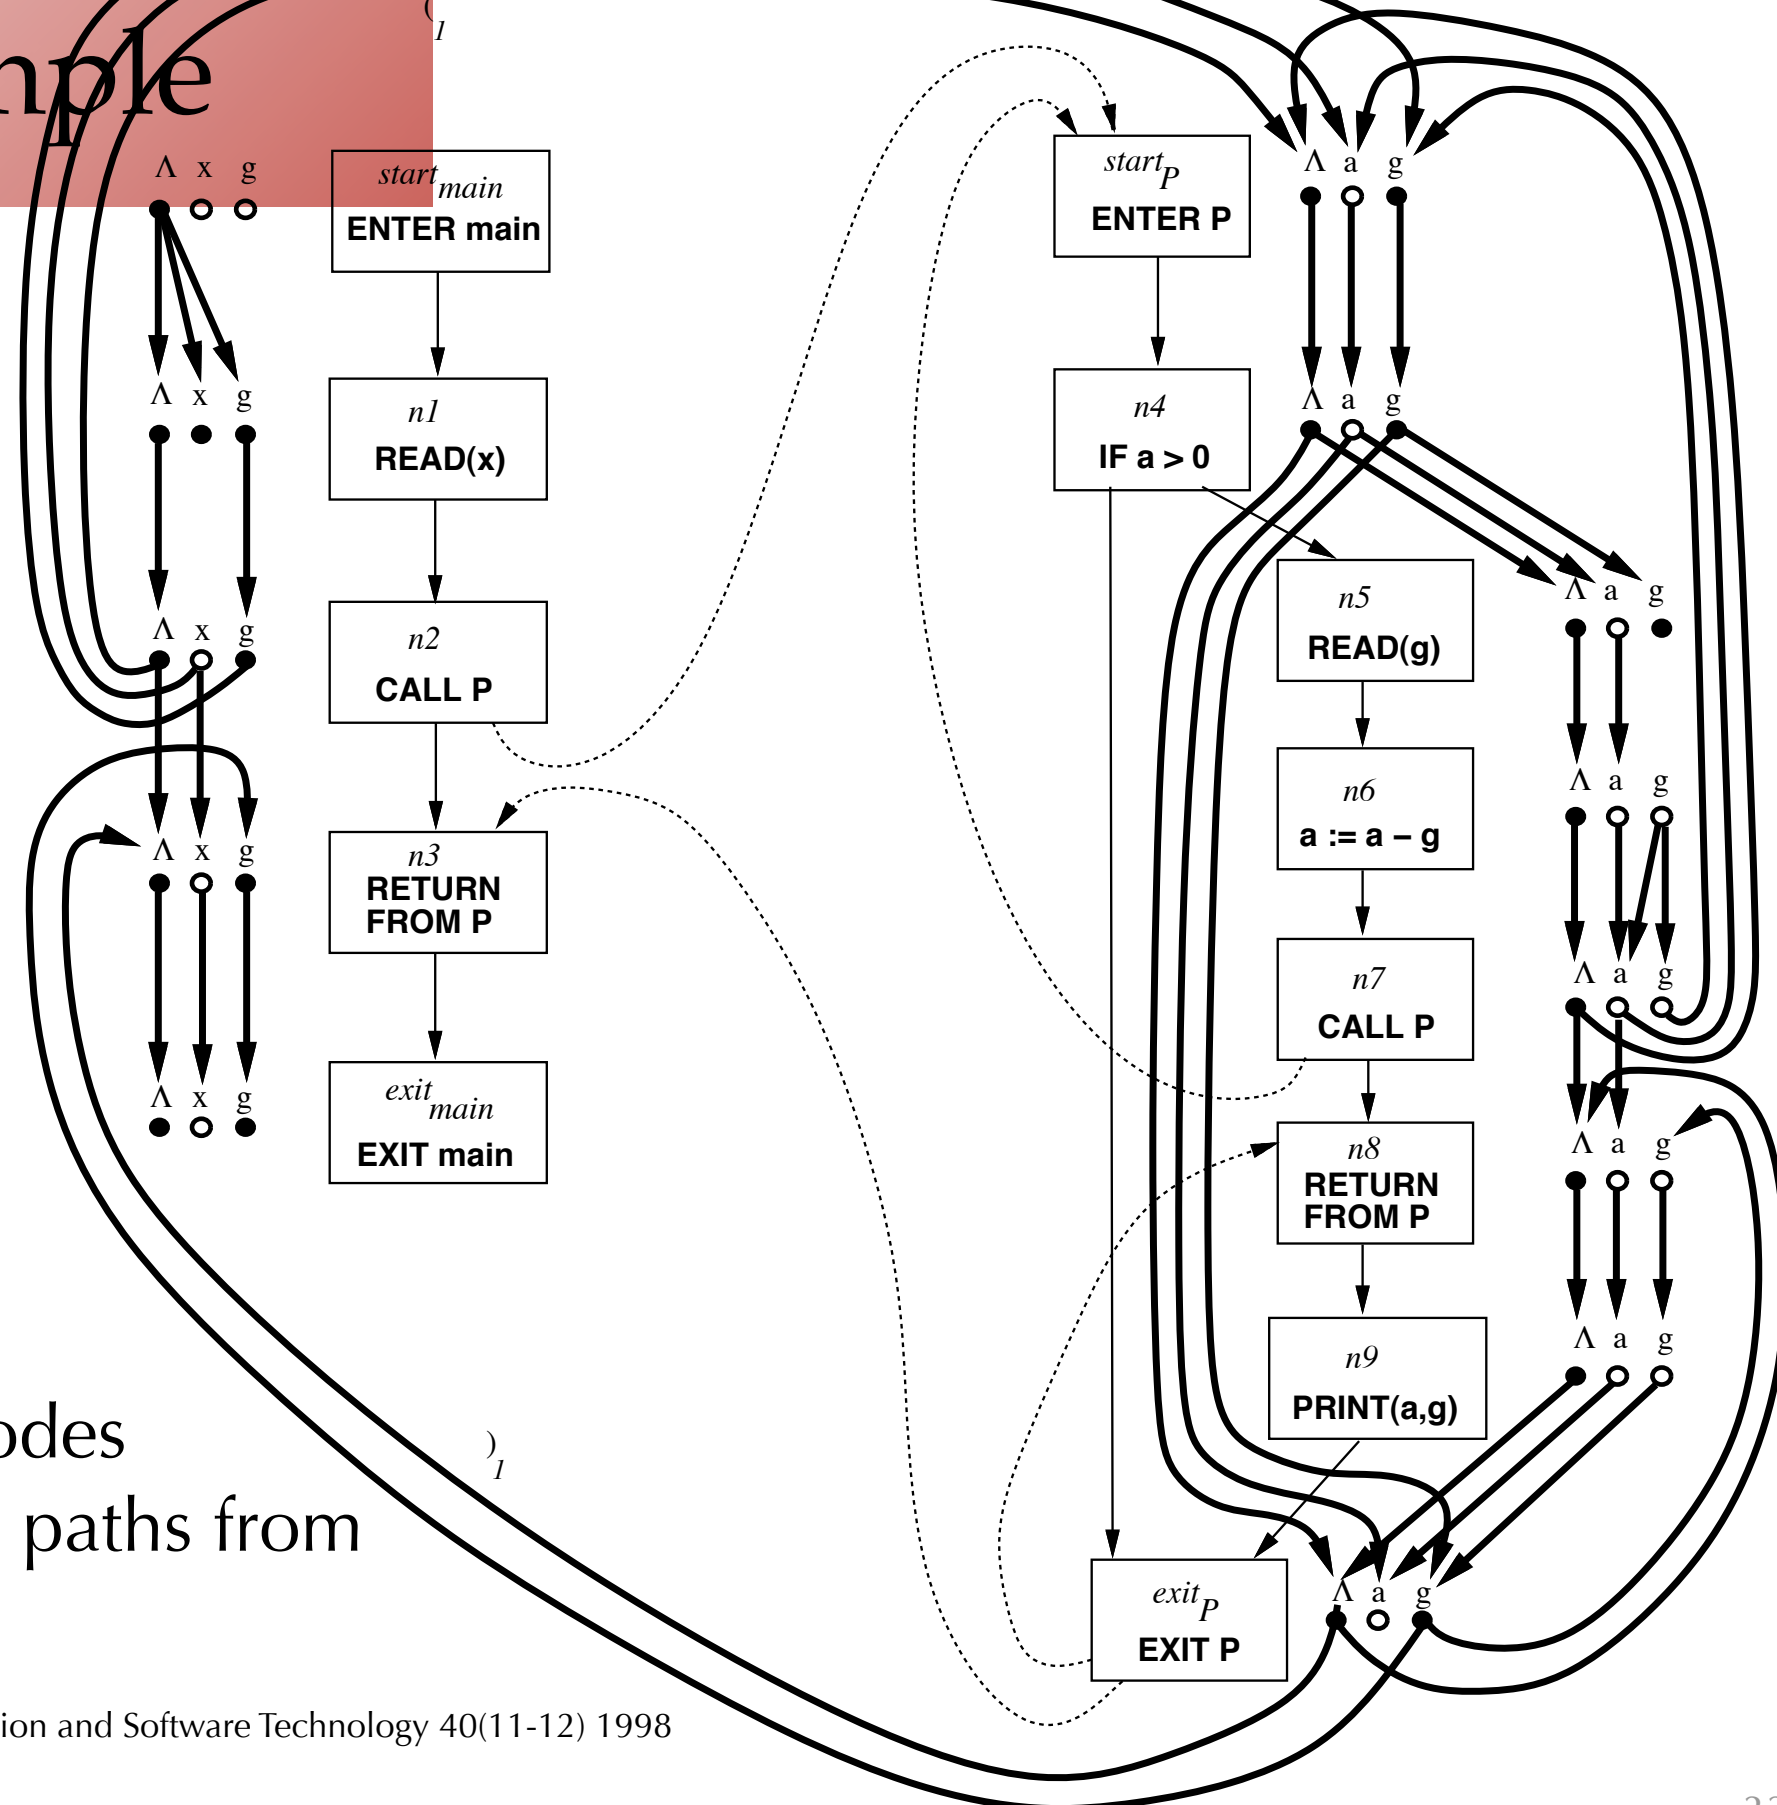 (
1
mple
Λ x g
start main
ENTER main
Λ x g
n1
READ(x)
Λ x g
n2
CALL P
Λ x g
n3
RETURN
FROM P
Λ x g
exit main
EXIT main
start P
ENTER P
Λ a g
n4
IF a > 0
Λ a g
n5
READ(g)
Λ a g
n6
a := a – g
Λ a g
n7
CALL P
Λ a g
n8
RETURN
FROM P
Λ a g
n9
PRINT(a,g)
Λ a g
exit P
EXIT P
Λ a g
)
1
odes
paths from
ion and Software Technology 40(11-12) 1998